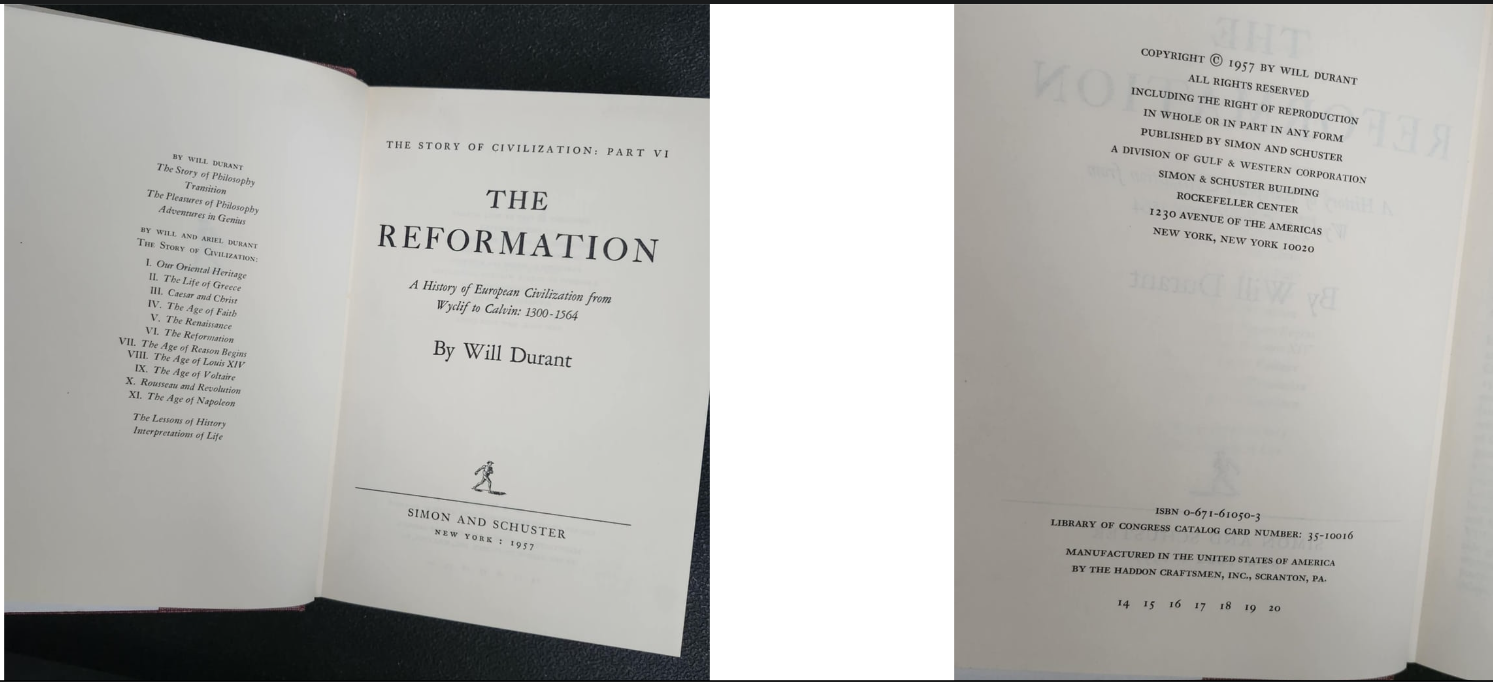 BY WILL DURANT
The Story of Philosophy
Transition
The Pleasures of Philosophy
Adventures in Genius
BY WILL AND ARIEL DURANT
THE STORY OF CIVILIZATION:
I. Our Oriental Heritage
II. The Life of Greece
III. Caesar and Christ
IV. The Age of Faith
V. The Renaissance
VI. The Reformation
VII. The Age of Reason Begins
VIII. The Age of Louis XIV
IX. The Age of Voltaire
X. Rousseau and Revolution
XI. The Age of Napoleon
The Lessons of History
Interpretations of Life
THE STORY OF CIVILIZATION: PART VI
THE
REFORMATION
A History of European Civilization from
Wyclif to Calvin: 1300-1564
By Will Durant
SIMON AND SCHUSTER
NEW YORK : 1957
COPYRIGHT © 1957 BY WILL DURANT
ALL RIGHTS RESERVED
INCLUDING THE RIGHT OF REPRODUCTION
IN WHOLE OR IN PART IN ANY FORM
PUBLISHED BY SIMON AND SCHUSTER
A DIVISION OF GULF & WESTERN CORPORATION
SIMON & SCHUSTER BUILDING
ROCKEFELLER CENTER
1230 AVENUE OF THE AMERICAS
NEW YORK, NEW YORK 10020
ISBN 0-671-61050-3
LIBRARY OF CONGRESS CATALOG CARD NUMBER: 35-10016
MANUFACTURED IN THE UNITED STATES OF AMERICA
BY THE HADDON CRAFTSMEN, INC., SCRANTON, PA.
14 15 16 17 18 19 20